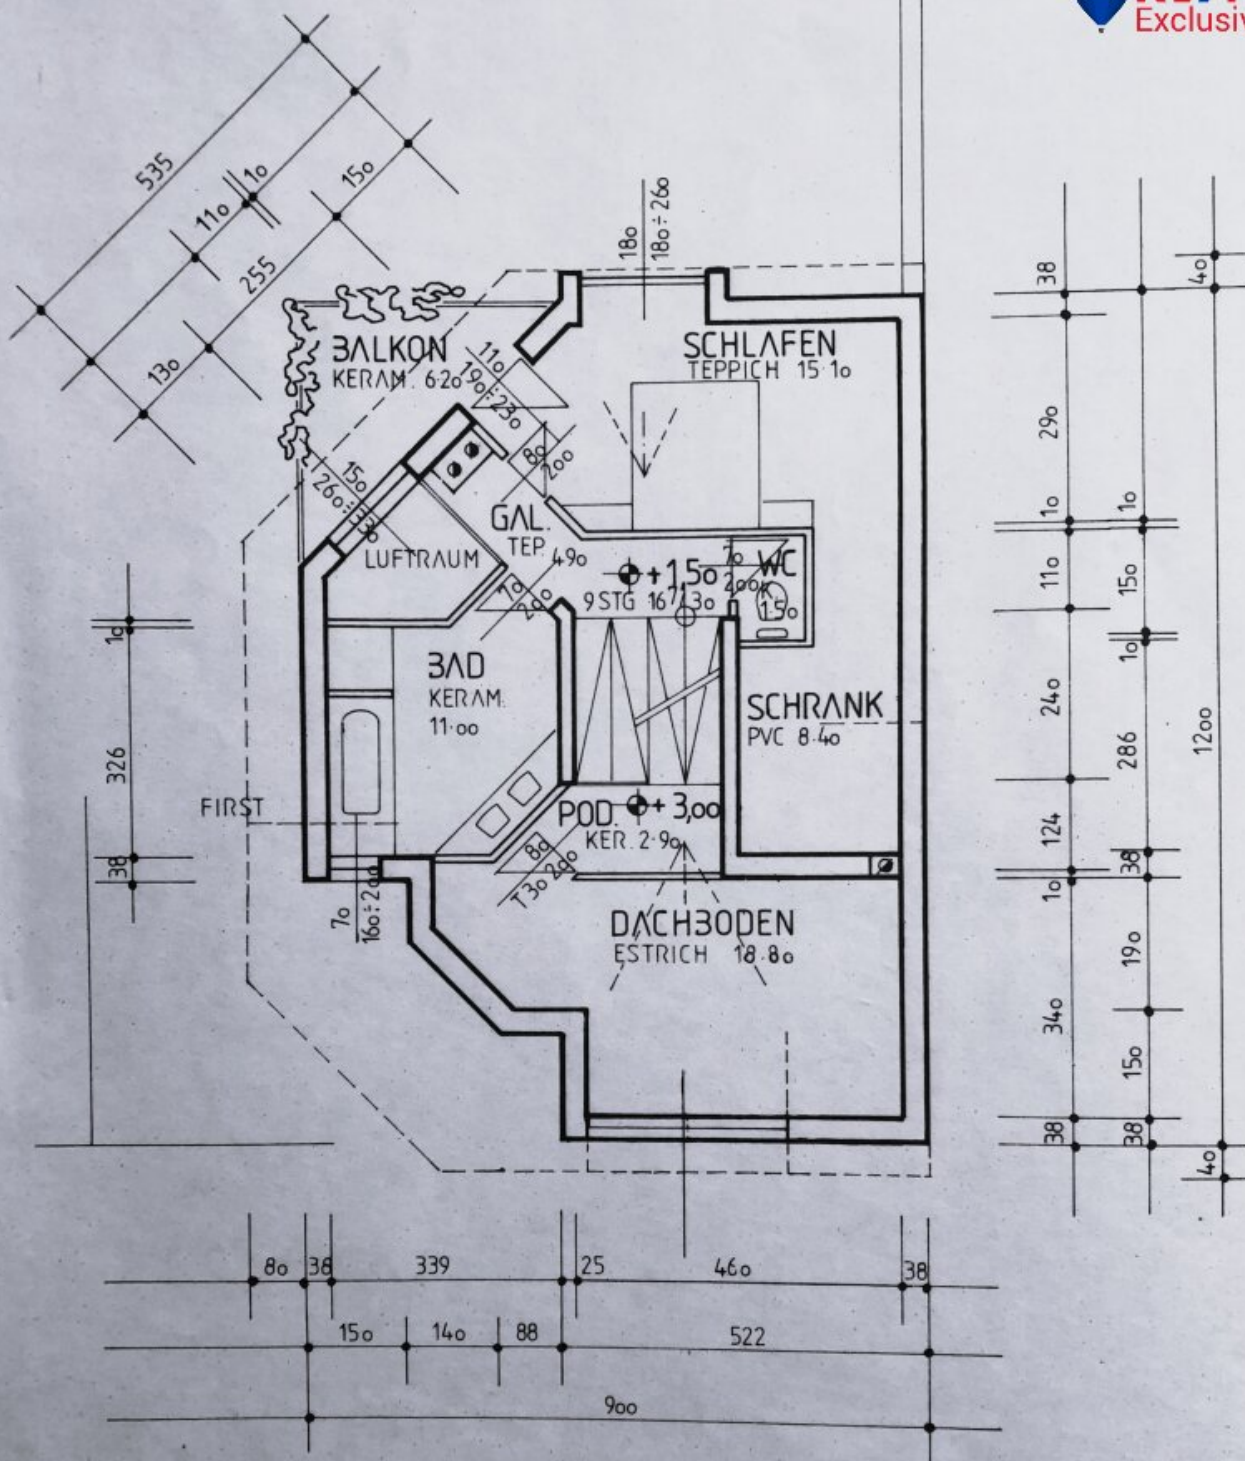 Exclusiv
535
11o
1o
15o
255
13o
18o
18o÷26o
BALKON
KERAM. 6·2o
11o
19o÷23o
SCHLAFEN
TEPPICH 15·1o
8o
2oo
15o
LUFTRAUM
GAL.
TEP. 4·9o
+1,5o
9 STG 16,7/3o
7o
2oo
WC
K.
1·5o
7o
2oo
BAD
KERAM.
11·oo
SCHRANK
PVC 8·4o
FIRST
POD.
+ 3,oo
KER. 2·9o
8o
T3o 2oo
7o
16o÷2oo
DACHBODEN
ESTRICH 18·8o
1o
326
38
38
29o
1o
11o
24o
124
1o
34o
38
1o
15o
1o
286
38
19o
15o
38
4o
12oo
4o
8o 38 339 25 46o 38
15o 14o 88 522
9oo